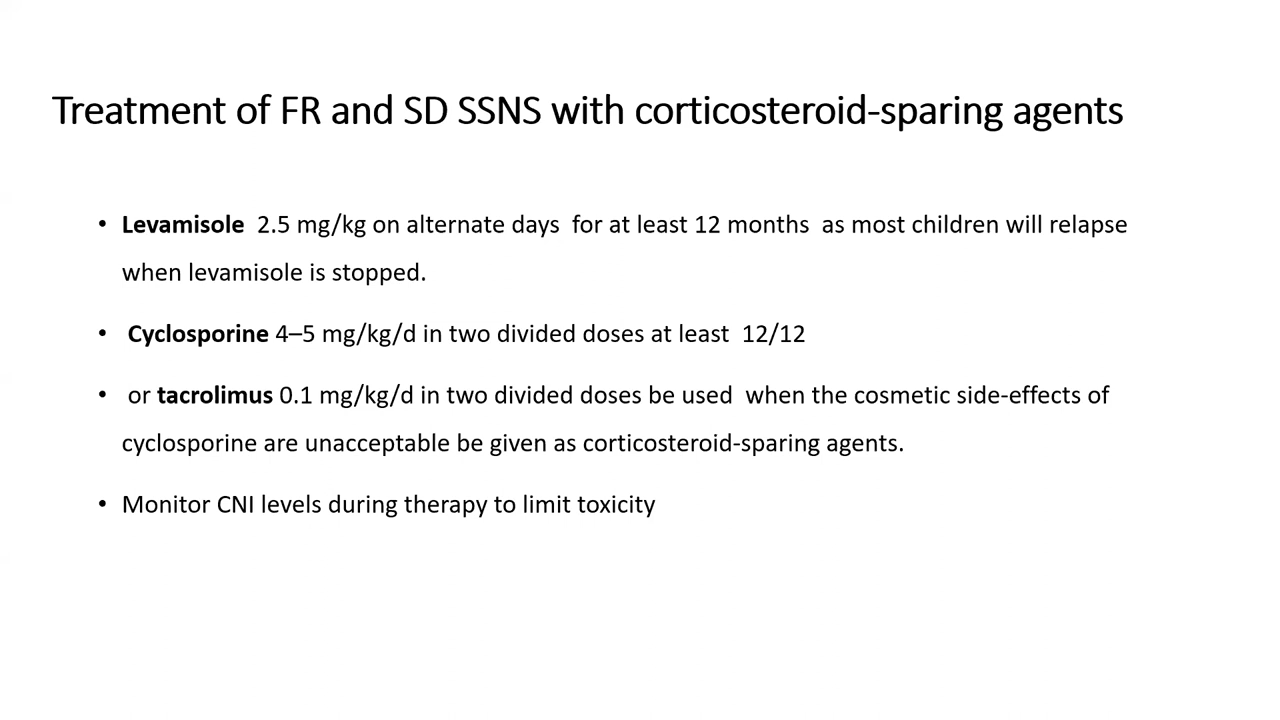 Treatment of FR and SD SSNS with corticosteroid-sparing agents
• Levamisole  2.5 mg/kg on alternate days  for at least 12 months  as most children will relapse
when levamisole is stopped.
•  Cyclosporine 4–5 mg/kg/d in two divided doses at least  12/12
•  or tacrolimus 0.1 mg/kg/d in two divided doses be used  when the cosmetic side-effects of
cyclosporine are unacceptable be given as corticosteroid-sparing agents.
• Monitor CNI levels during therapy to limit toxicity